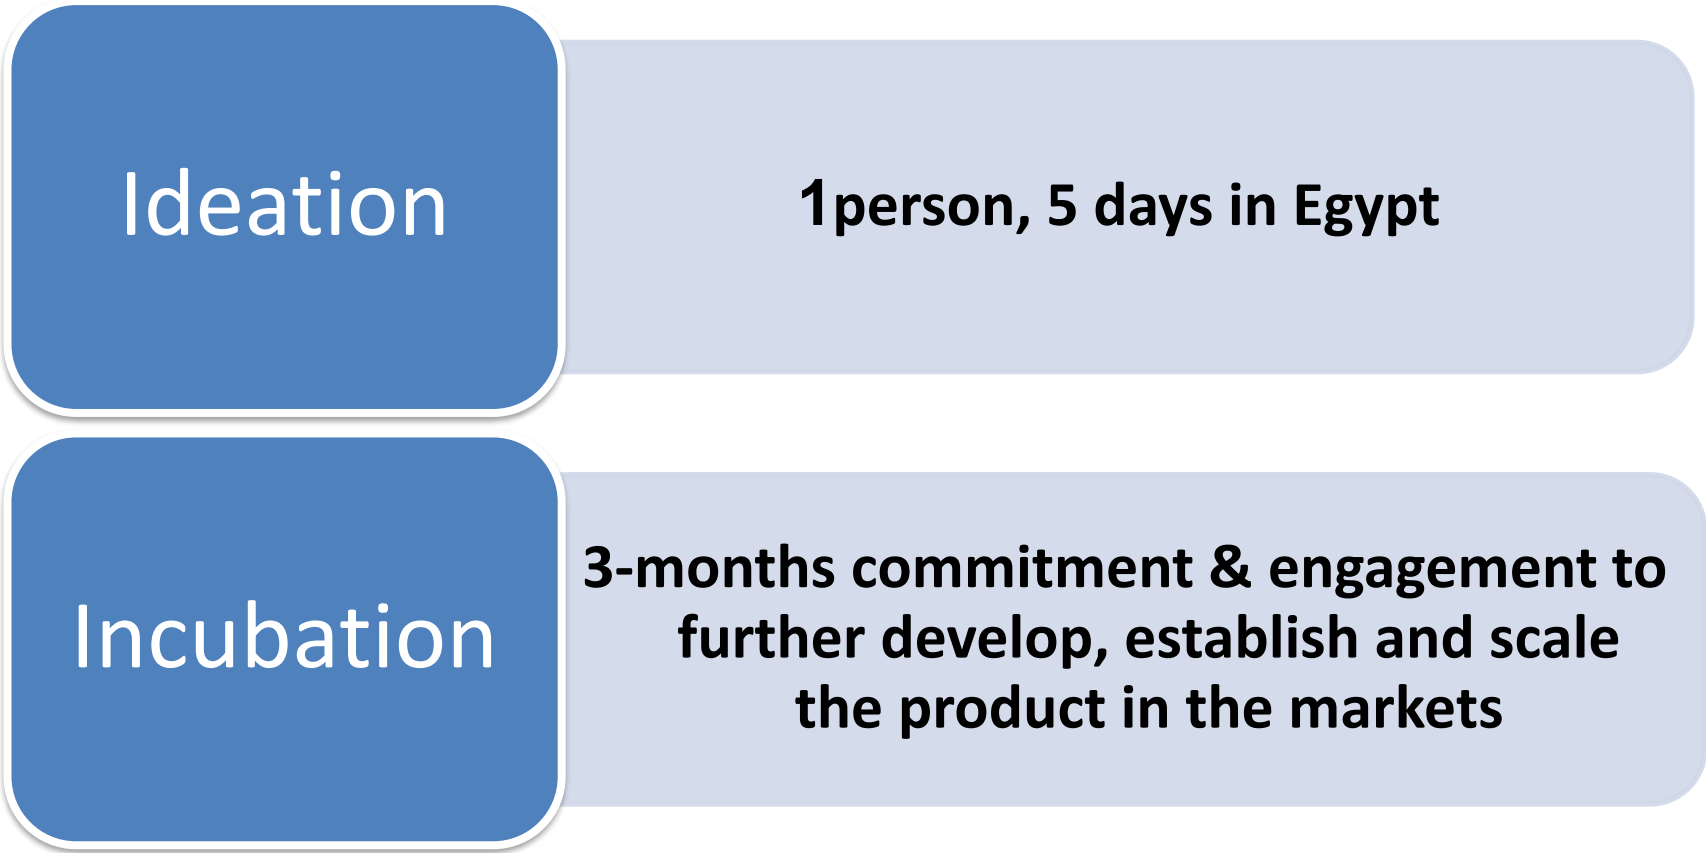 Ideation
1person, 5 days in Egypt
Incubation
3-months commitment & engagement to
further develop, establish and scale
the product in the markets